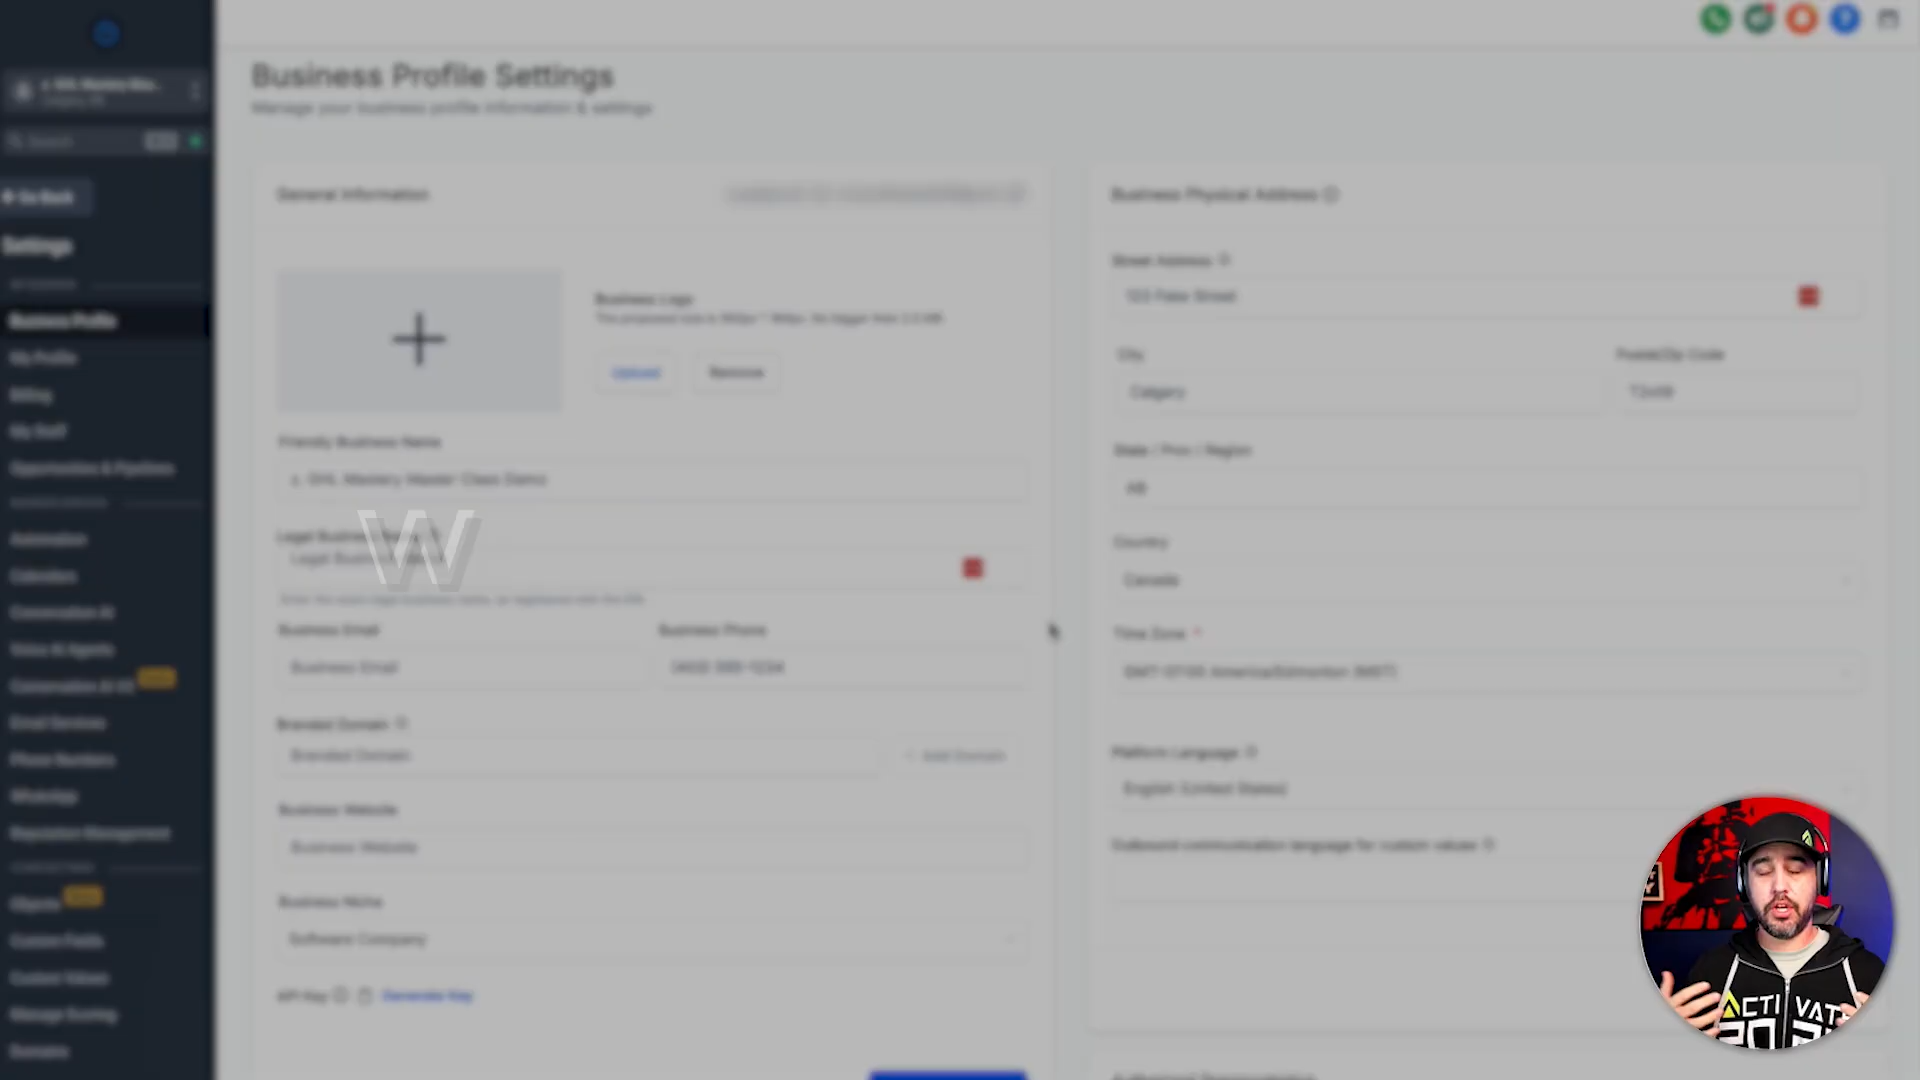 Business Profile Settings
Manage your business profile information & settings
Search
Go Back
Settings
Business Profile
My Profile
Billing
My Staff
Opportunities & Pipelines
Automation
Calendars
Conversation AI
Voice AI Agents
Conversation AI
Email Services
Phone Numbers
WhatsApp
Reputation Management
Objects
Custom Fields
Custom Values
Manage Scoring
Domains
General Information
Business Logo
Upload
Remove
Friendly Business Name
z. GHL Mastery Master Class Demo
Legal Business
Legal Business
W
Business Email
Business Phone
Business Email
Branded Domain
Branded Domain
Add Domain
Business Website
Business Website
Business Niche
Software Company
API Key
Generate Key
Business Physical Address
Street Address
123 Fake Street
City
Postal/Zip Code
Calgary
State / Prov / Region
AB
Country
Canada
Time Zone *
GMT-07:00 America/Edmonton (MST)
Platform Language
English (United States)
Outbound communication language for custom values
ACTIVATE